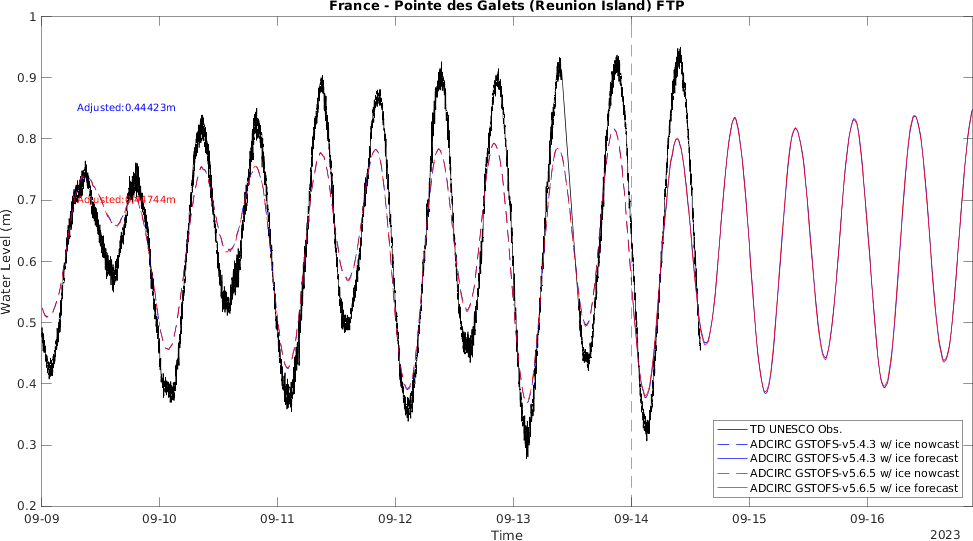 France - Pointe des Galets (Reunion Island) FTP
1
0.9
0.8
0.7
0.6
0.5
0.4
0.3
0.2
Water Level (m)
Adjusted:0.44423m
Adjusted:0.44744m
TD UNESCO Obs.
ADCIRC GSTOFS-v5.4.3 w/ ice nowcast
ADCIRC GSTOFS-v5.4.3 w/ ice forecast
ADCIRC GSTOFS-v5.6.5 w/ ice nowcast
ADCIRC GSTOFS-v5.6.5 w/ ice forecast
09-09 09-10 09-11 09-12 09-13 09-14 09-15 09-16
Time
2023